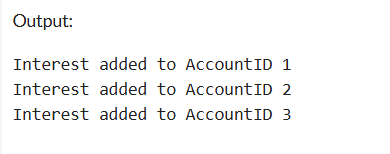 Output:
Interest added to AccountID 1
Interest added to AccountID 2
Interest added to AccountID 3